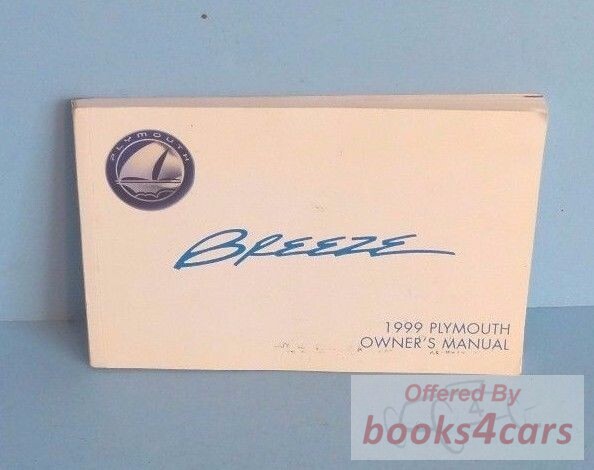 PLYMOUTH
BREEZE
1999 PLYMOUTH
OWNER'S MANUAL
Offered By
books4cars